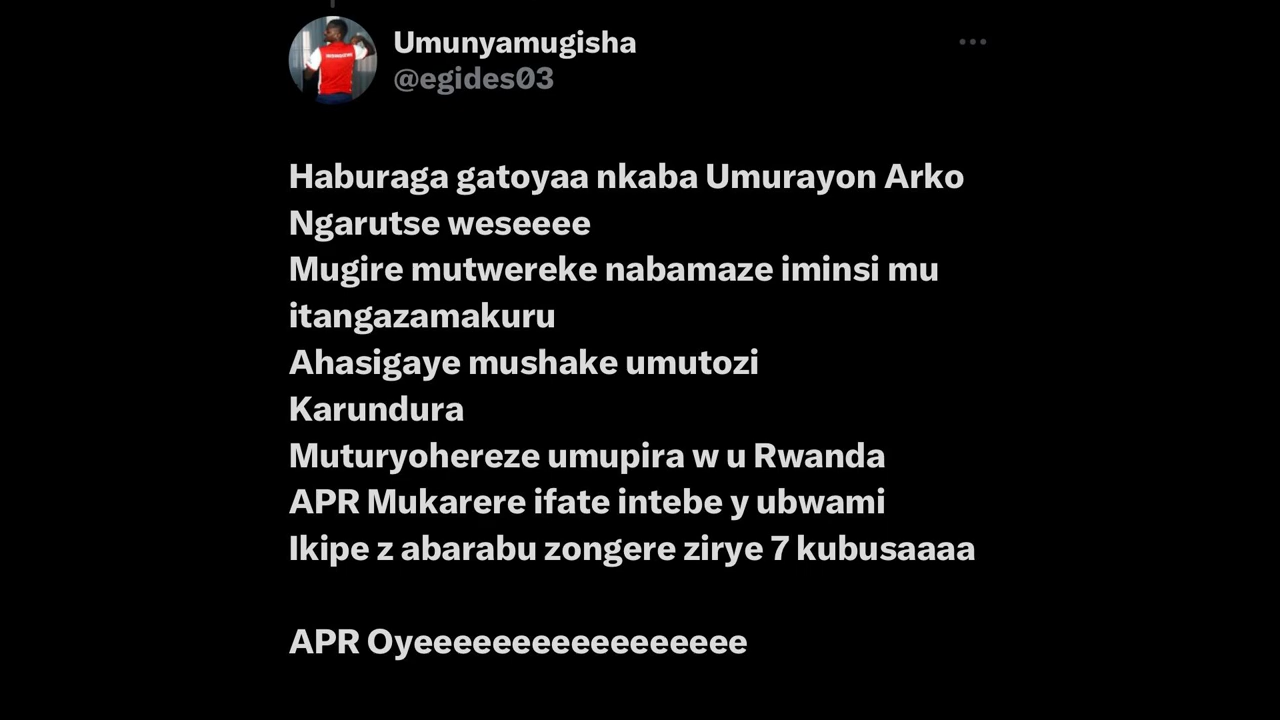 Umunyamugisha
@egides03
Haburaga gatoyaa nkaba Umurayon Arko
Ngarutse weseeee
Mugire mutwereke nabamaze iminsi mu
itangazamakuru
Ahasigaye mushake umutozi
Karundura
Muturyohereze umupira w u Rwanda
APR Mukarere ifate intebe y ubwami
Ikipe z abarabu zongere zirye 7 kubusaaaa
APR Oyeeeeeeeeeeeeeeeee